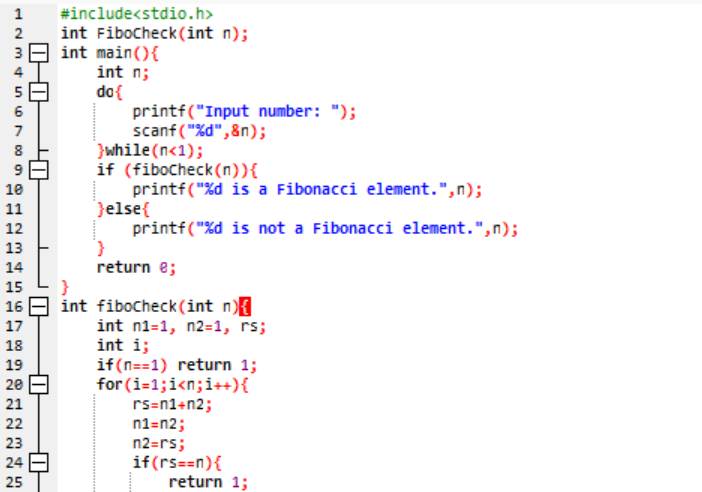 1 #include<stdio.h>
2 int FiboCheck(int n);
3 int main(){
4 int n;
5 do{
6 printf("Input number: ");
7 scanf("%d",&n);
8 }while(n<1);
9 if (fiboCheck(n)){
10 printf("%d is a Fibonacci element.",n);
11 }else{
12 printf("%d is not a Fibonacci element.",n);
13 }
14 return 0;
15 }
16 int fiboCheck(int n){
17 int n1=1, n2=1, rs;
18 int i;
19 if(n==1) return 1;
20 for(i=1;i<n;i++){
21 rs=n1+n2;
22 n1=n2;
23 n2=rs;
24 if(rs==n){
25 return 1;